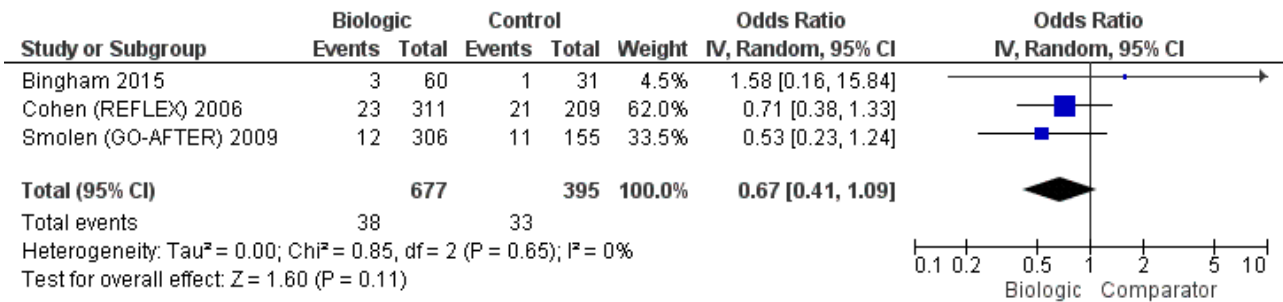 Biologic Control Odds Ratio Odds Ratio
Study or Subgroup Events Total Events Total Weight IV, Random, 95% CI IV, Random, 95% CI
Bingham 2015 3 60 1 31 4.5% 1.58 [0.16, 15.84]
Cohen (REFLEX) 2006 23 311 21 209 62.0% 0.71 [0.38, 1.33]
Smolen (GO-AFTER) 2009 12 306 11 155 33.5% 0.53 [0.23, 1.24]
Total (95% CI) 677 395 100.0% 0.67 [0.41, 1.09]
Total events 38 33
Heterogeneity: Tau² = 0.00; Chi² = 0.85, df = 2 (P = 0.65); I² = 0%
Test for overall effect: Z = 1.60 (P = 0.11)
0.1 0.2 0.5 1 2 5 10
Biologic Comparator